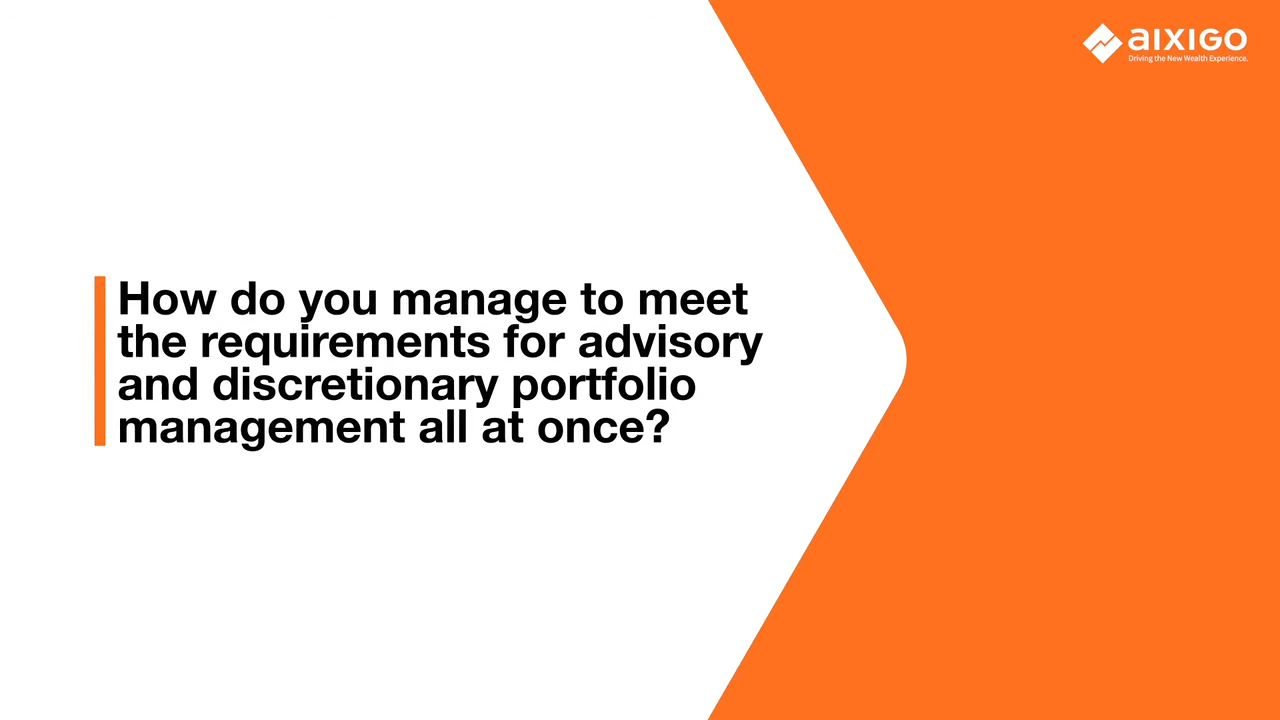 aixigo
Driving the New Wealth Experience.
How do you manage to meet
the requirements for advisory
and discretionary portfolio
management all at once?